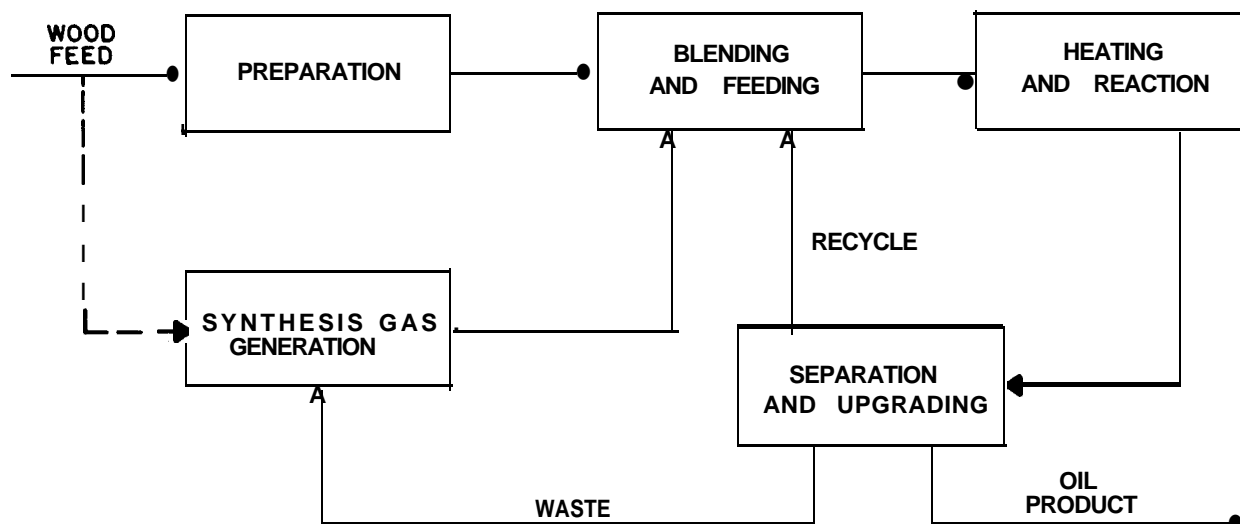 WOOD
FEED
PREPARATION
BLENDING
AND FEEDING
HEATING
AND REACTION
RECYCLE
SYNTHESIS GAS
GENERATION
SEPARATION
AND UPGRADING
WASTE
OIL
PRODUCT